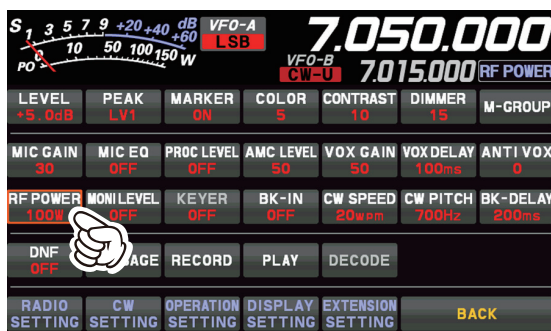 S 1 3 5 7 9 +20 +40 +60 dB VFO-A
LSB 7.050.000
PO 0 10 50 100 150 W
VFO-B
CW-U 7.015.000 RF POWER
LEVEL PEAK MARKER COLOR CONTRAST DIMMER M-GROUP
+5.0dB LV1 ON 5 10 15
MIC GAIN MIC EQ PROC LEVEL AMC LEVEL VOX GAIN VOX DELAY ANTI VOX
30 OFF OFF 50 50 100ms 0
RF POWER MONI LEVEL KEYER BK-IN CW SPEED CW PITCH BK-DELAY
100W OFF OFF OFF 20wpm 700Hz 200ms
DNF RECORD PLAY DECODE
OFF
RADIO CW OPERATION DISPLAY EXTENSION
SETTING SETTING SETTING SETTING SETTING BACK